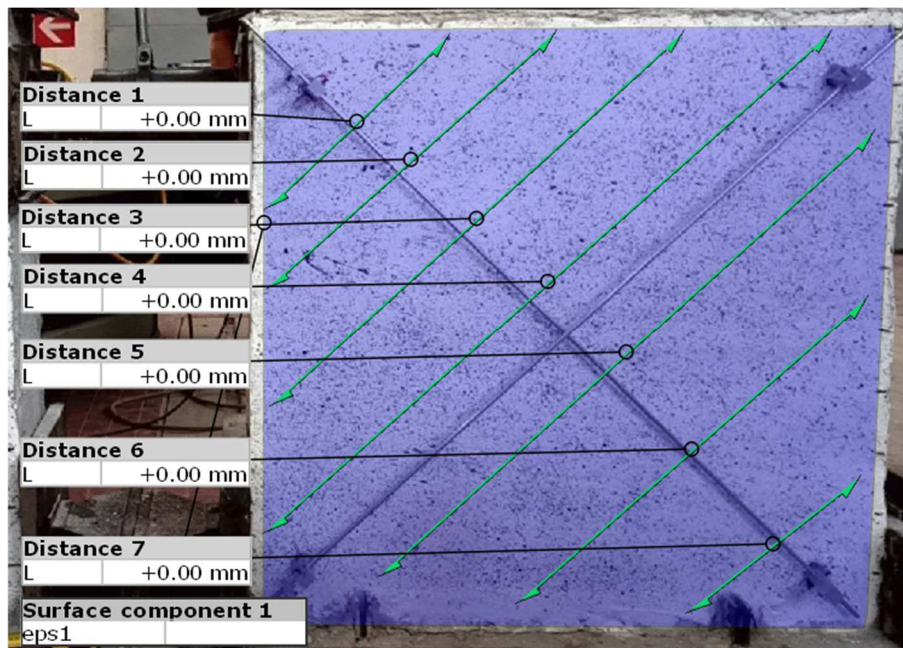 Distance 1
L +0.00 mm
Distance 2
L +0.00 mm
Distance 3
L +0.00 mm
Distance 4
L +0.00 mm
Distance 5
L +0.00 mm
Distance 6
L +0.00 mm
Distance 7
L +0.00 mm
Surface component 1
eps1